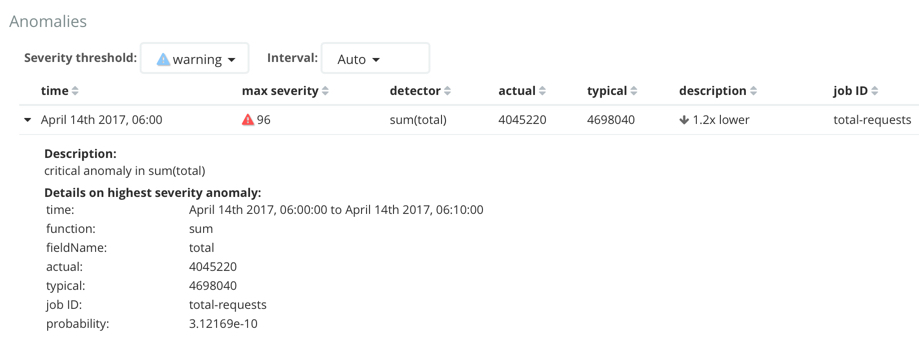 Anomalies
Severity threshold: warning Interval: Auto
time max severity detector actual typical description job ID
April 14th 2017, 06:00 96 sum(total) 4045220 4698040 1.2x lower total-requests
Description:
critical anomaly in sum(total)
Details on highest severity anomaly:
time: April 14th 2017, 06:00:00 to April 14th 2017, 06:10:00
function: sum
fieldName: total
actual: 4045220
typical: 4698040
job ID: total-requests
probability: 3.12169e-10